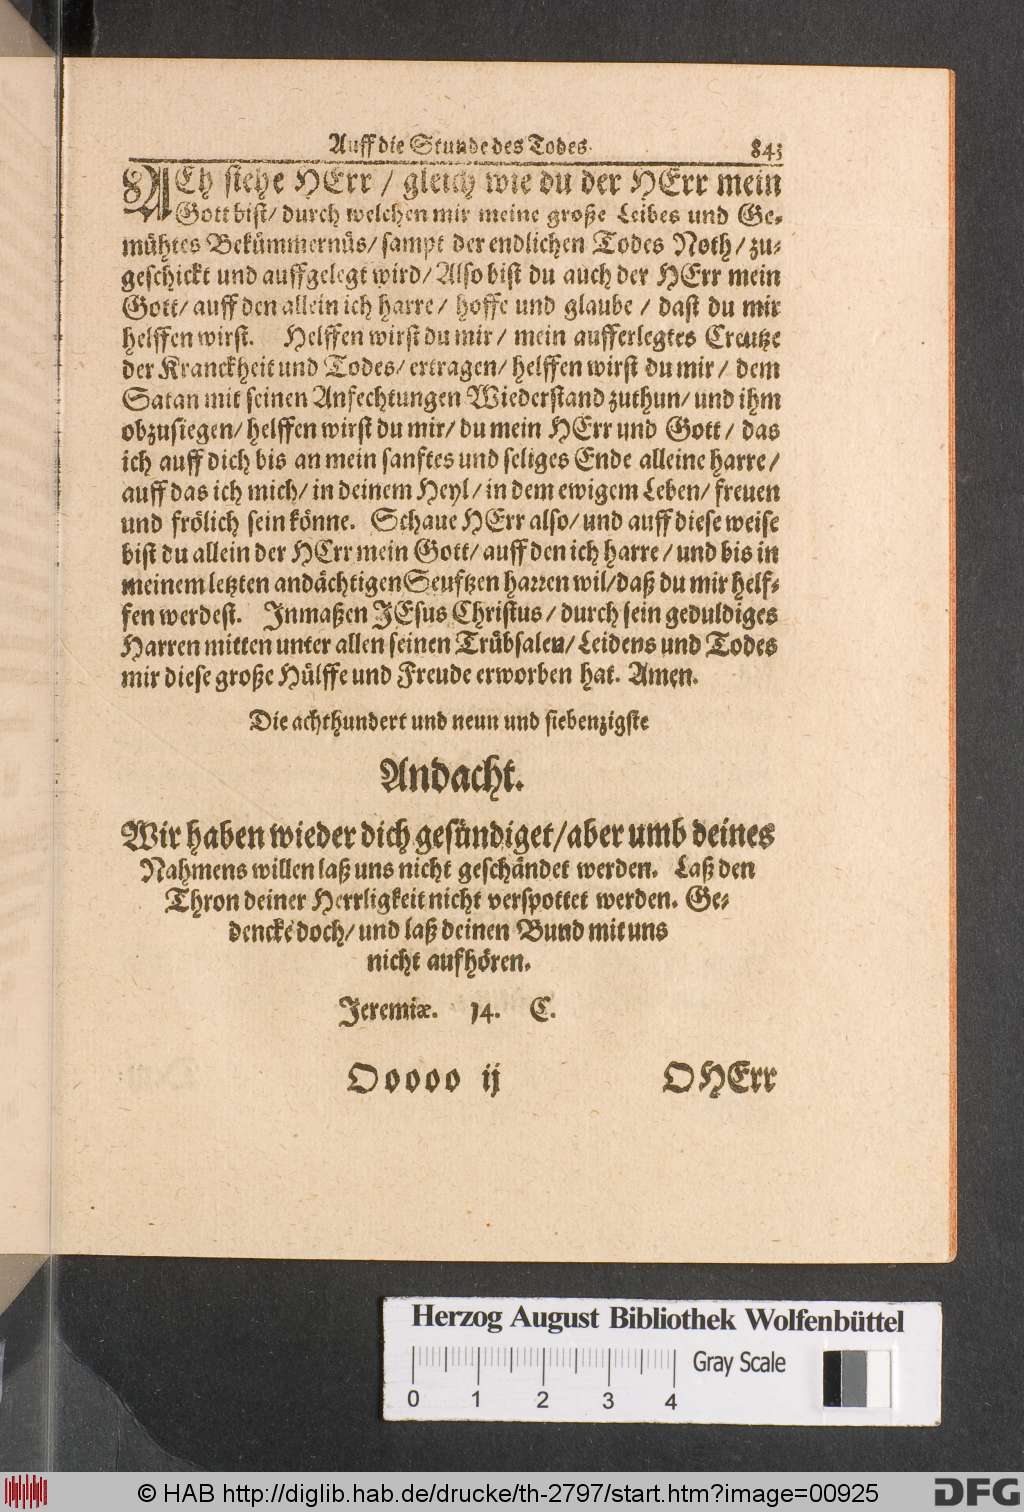 Auff die Stunde des Todes. 843
ACh siehe HErr / gleich wie du der HErr mein
Gott bist/ durch welchen mir meine große Leibes und Ge-
mühtes Bekümmernüs/ sampt der endlichen Todes Noth/ zu-
geschickt und auffgelegt wird/ Also bist du auch der HErr mein
Gott/ auff den allein ich harre/ hoffe und glaube / dast du mir
helffen wirst. Helffen wirst du mir/ mein aufferlegtes Creutze
der Kranckheit und Todes/ ertragen/ helffen wirst du mir/ dem
Satan mit seinen Anfechtungen Wiederstand zuthun/ und ihm
obzusiegen/ helffen wirst du mir/ du mein HErr und Gott/ das
ich auff dich bis an mein sanftes und seliges Ende alleine harre/
auff das ich mich/ in deinem Heyl/ in dem ewigem Leben/ freuen
und frölich sein könne. Schaue HErr also/ und auff diese weise
bist du allein der HErr mein Gott/ auff den ich harre/ und bis in
meinem letzten andächtigen Seuftzen harren wil/ daß du mir helf-
fen werdest. Inmaßen JEsus Christus/ durch sein geduldiges
Harren mitten unter allen seinen Trübsalen/ Leidens und Todes
mir diese große Hülffe und Freude erworben hat. Amen.
Die achthundert und neun und siebenzigste
Andacht.
Wir haben wieder dich gesündiget/ aber umb deines
Nahmens willen laß uns nicht geschändet werden. Laß den
Thron deiner Herrligkeit nicht verspottet werden. Ge-
dencke doch/ und laß deinen Bund mit uns
nicht aufhören.
Jeremiæ. 14. C.
Ooooo ij O HErr
Herzog August Bibliothek Wolfenbüttel
Gray Scale
0 1 2 3 4
© HAB http://diglib.hab.de/drucke/th-2797/start.htm?image=00925
DFG